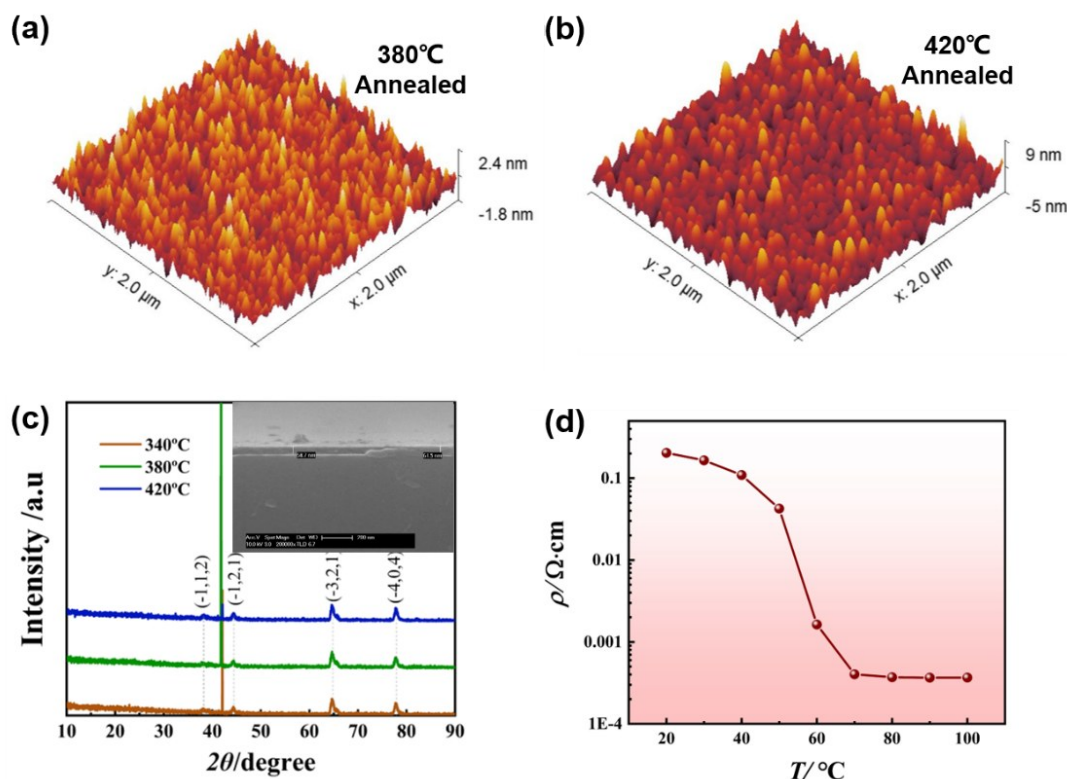 (a)
380℃
Annealed
2.4 nm
-1.8 nm
y: 2.0 µm
x: 2.0 µm
(b)
420℃
Annealed
9 nm
-5 nm
y: 2.0 µm
x: 2.0 µm
(c)
Intensity /a.u
340℃
380℃
420℃
(-1,1,2)
(-1,2,1)
(-3,2,1)
(-4,0,4)
10 20 30 40 50 60 70 80 90
2θ/degree
(d)
ρ/Ω·cm
0.1
0.01
0.001
1E-4
20 40 60 80 100
T/℃